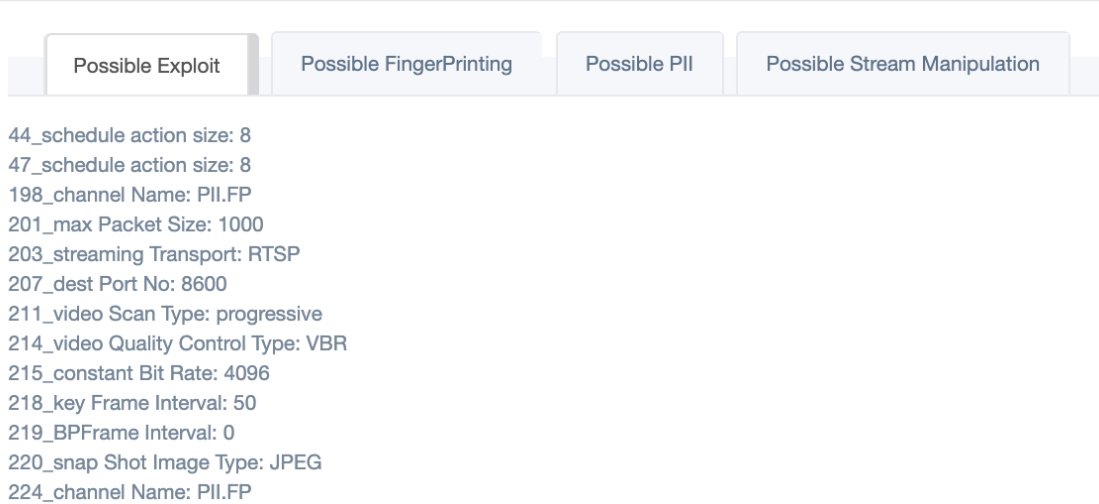 Possible Exploit Possible FingerPrinting Possible PII Possible Stream Manipulation
44_schedule action size: 8
47_schedule action size: 8
198_channel Name: PII.FP
201_max Packet Size: 1000
203_streaming Transport: RTSP
207_dest Port No: 8600
211_video Scan Type: progressive
214_video Quality Control Type: VBR
215_constant Bit Rate: 4096
218_key Frame Interval: 50
219_BPFrame Interval: 0
220_snap Shot Image Type: JPEG
224_channel Name: PII.FP